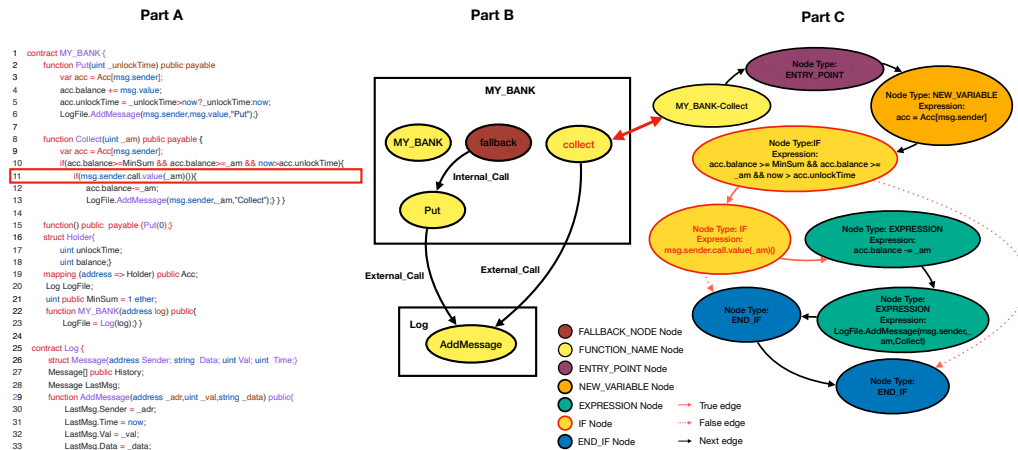 Part A
1 contract MY_BANK {
2 function Put(uint _unlockTime) public payable
3 var acc = Acc[msg.sender];
4 acc.balance += msg.value;
5 acc.unlockTime = _unlockTime>now?_unlockTime:now;
6 LogFile.AddMessage(msg.sender,msg.value,"Put");}
7
8 function Collect(uint _am) public payable {
9 var acc = Acc[msg.sender];
10 if(acc.balance>=MinSum && acc.balance>=_am && now>acc.unlockTime){
11 if(msg.sender.call.value(_am)()){
12 acc.balance-=_am;
13 LogFile.AddMessage(msg.sender,_am,"Collect");} } }
14
15 function() public payable {Put(0);}
16 struct Holder{
17 uint unlockTime;
18 uint balance;}
19 mapping (address => Holder) public Acc;
20 Log LogFile;
21 uint public MinSum = 1 ether;
22 function MY_BANK(address log) public{
23 LogFile = Log(log);} }
24
25 contract Log {
26 struct Message{address Sender; string Data; uint Val; uint Time;}
27 Message[] public History;
28 Message LastMsg;
29 function AddMessage(address _adr,uint _val,string _data) public{
30 LastMsg.Sender = _adr;
31 LastMsg.Time = now;
32 LastMsg.Val = _val;
33 LastMsg.Data = _data;
Part B
MY_BANK
MY_BANK
fallback
collect
Internal_Call
Put
External_Call
External_Call
Log
AddMessage
Part C
Node Type:
ENTRY_POINT
MY_BANK-Collect
Node Type: NEW_VARIABLE
Expression:
acc = Acc[msg.sender]
Node Type:IF
Expression:
acc.balance >= MinSum && acc.balance >=
_am && now > acc.unlockTime
Node Type: IF
Expression:
msg.sender.call.value(_am)()
Node Type: EXPRESSION
Expression:
acc.balance -= _am
Node Type:
END_IF
Node Type:
EXPRESSION
Expression:
LogFile.AddMessage(msg.sender,_
am,Collect)
Node Type:
END_IF
FALLBACK_NODE Node
FUNCTION_NAME Node
ENTRY_POINT Node
NEW_VARIABLE Node
EXPRESSION Node
IF Node
END_IF Node
True edge
False edge
Next edge